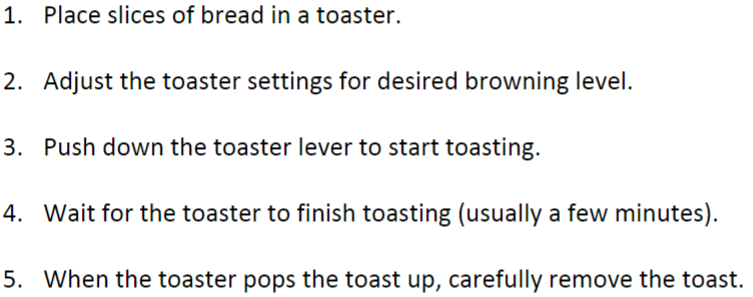 1. Place slices of bread in a toaster.
2. Adjust the toaster settings for desired browning level.
3. Push down the toaster lever to start toasting.
4. Wait for the toaster to finish toasting (usually a few minutes).
5. When the toaster pops the toast up, carefully remove the toast.